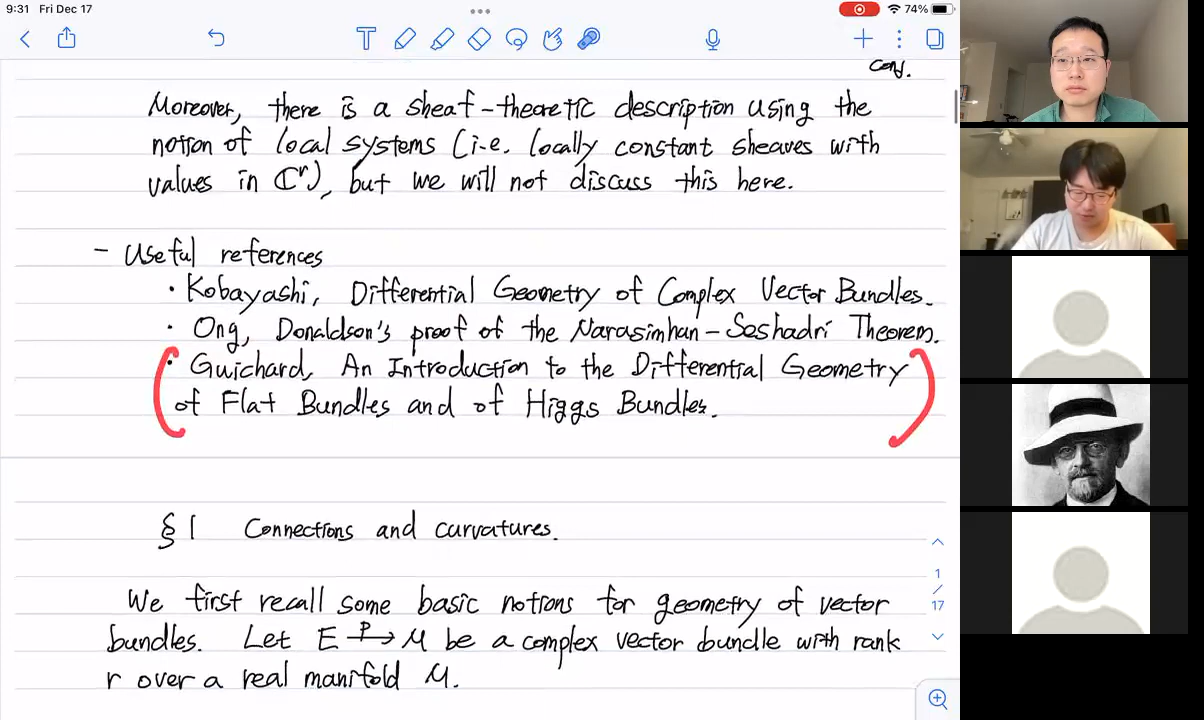 9:31 Fri Dec 17
74%
conn.
Moreover, there is a sheaf-theoretic description using the
notion of local systems (i.e. locally constant sheaves with
values in ℂʳ), but we will not discuss this here.
- Useful references
· Kobayashi, Differential Geometry of Complex Vector Bundles.
· Ong, Donaldson's proof of the Narasimhan-Seshadri Theorem.
· Guichard, An Introduction to the Differential Geometry
of Flat Bundles and of Higgs Bundles.
§1 Connections and curvatures.
We first recall some basic notions for geometry of vector
bundles. Let E →ᵖ M be a complex vector bundle with rank
r over a real manifold M.
1
/
17